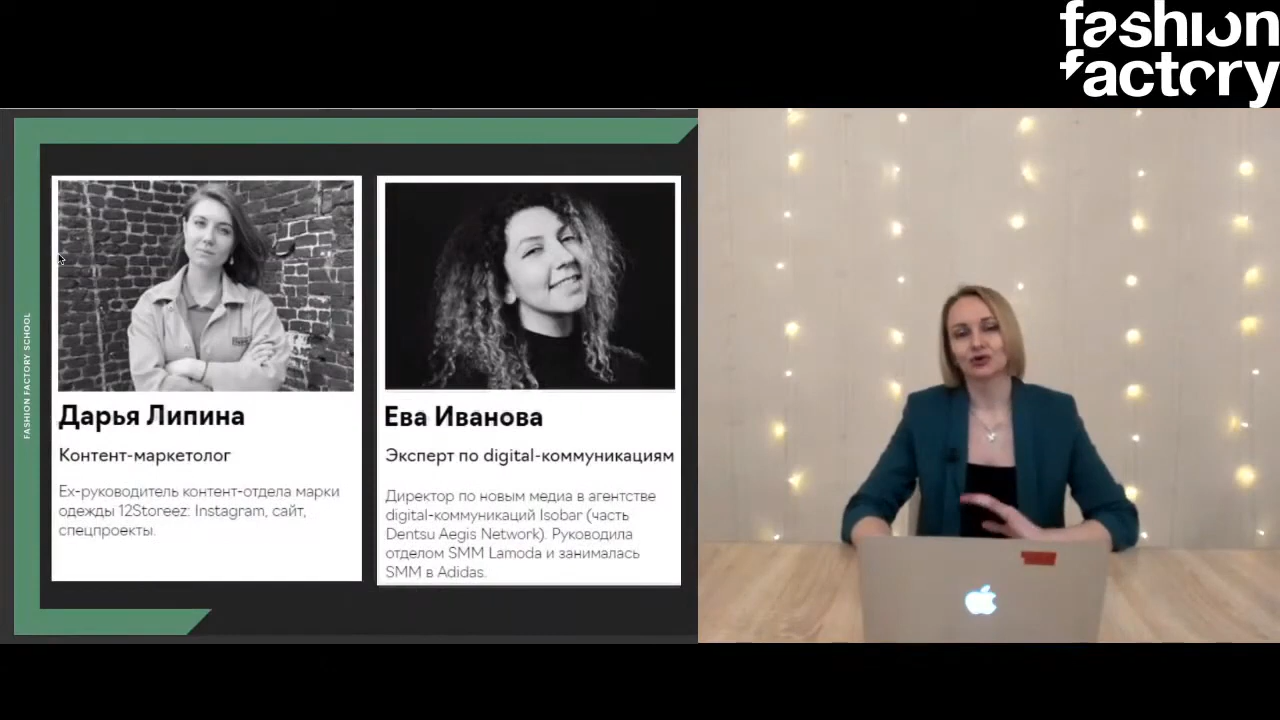 fashion
factory
FASHION FACTORY SCHOOL
Дарья Липина
Контент-маркетолог
Ех-руководитель контент-отдела марки
одежды 12Storeez: Instagram, сайт,
спецпроекты.
Ева Иванова
Эксперт по digital-коммуникациям
Директор по новым медиа в агентстве
digital-коммуникаций Isobar (часть
Dentsu Aegis Network). Руководила
отделом SMM Lamoda и занималась
SMM в Adidas.